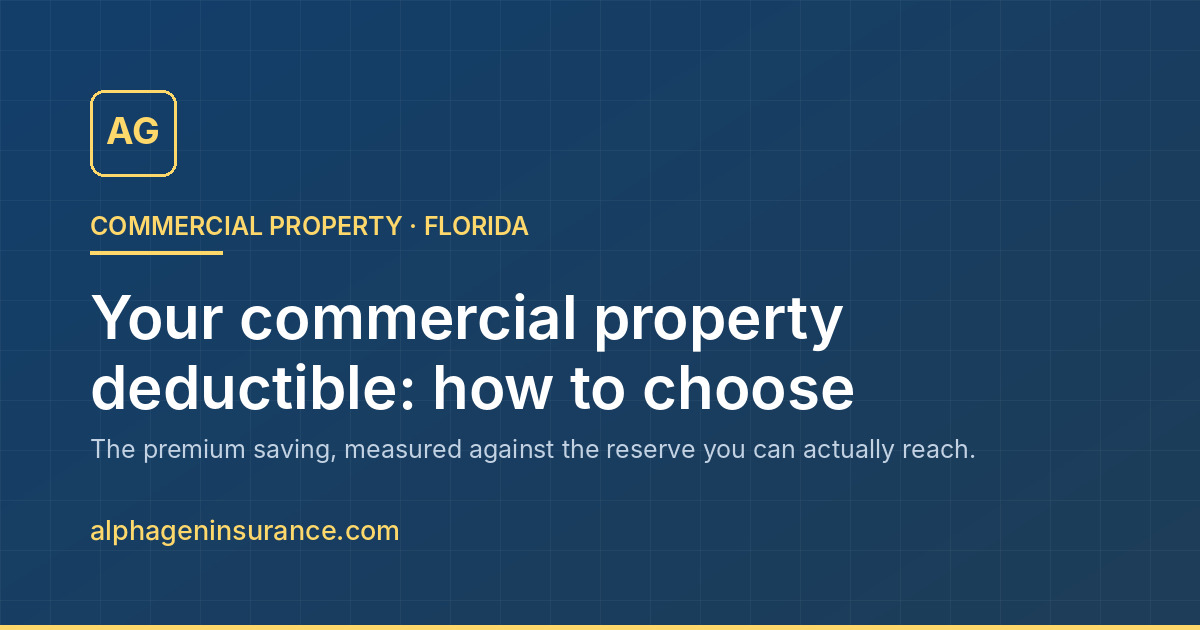 AG
COMMERCIAL PROPERTY · FLORIDA
Your commercial property
deductible: how to choose
The premium saving, measured against the reserve you can actually reach.
alphageninsurance.com